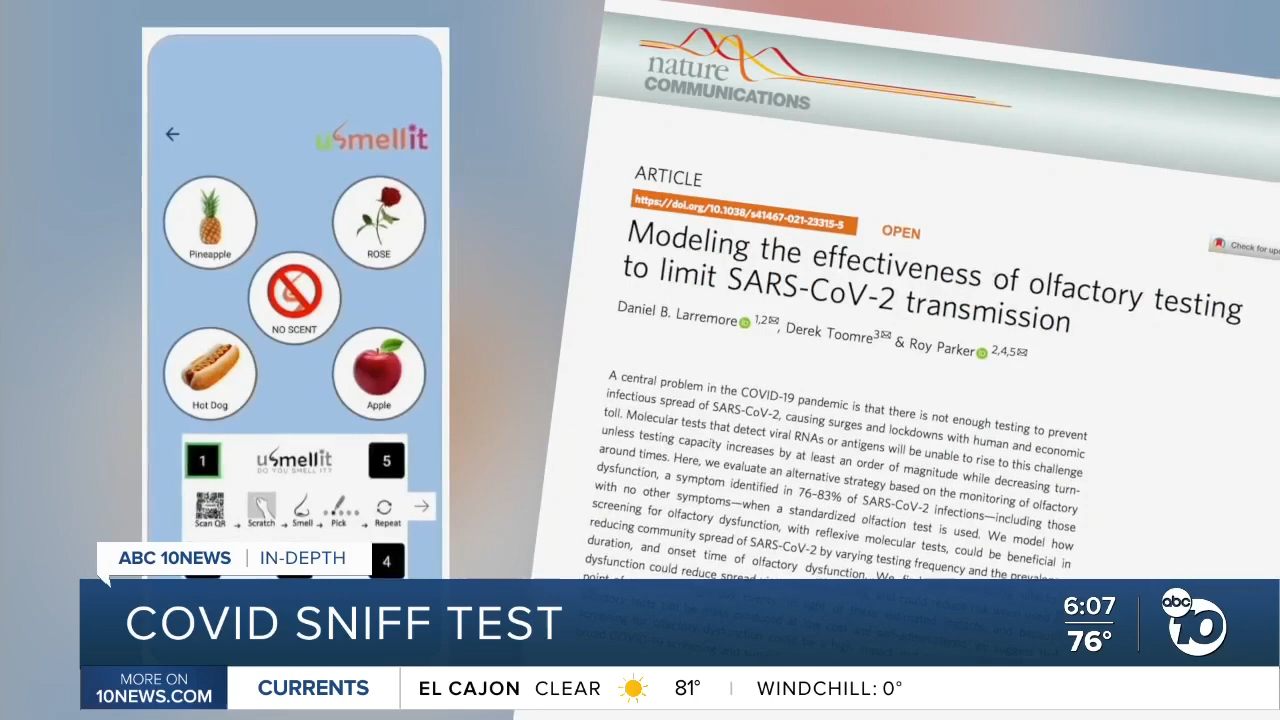 usmellit
Pineapple
ROSE
NO SCENT
Hot Dog
Apple
1
usmellit
DO YOU SMELL IT?
5
Scan QR
Scratch
Smell
Pick
Repeat
4
nature
COMMUNICATIONS
ARTICLE
https://doi.org/10.1038/s41467-021-23315-5
OPEN
Check for
Modeling the effectiveness of olfactory testing
to limit SARS-CoV-2 transmission
Daniel B. Larremore 1,2, Derek Toomre3 & Roy Parker 2,4,5
A central problem in the COVID-19 pandemic is that there is not enough testing to prevent
infectious spread of SARS-CoV-2, causing surges and lockdowns with human and economic
toll. Molecular tests that detect viral RNAs or antigens will be unable to rise to this challenge
unless testing capacity increases by at least an order of magnitude while decreasing turn-
around times. Here, we evaluate an alternative strategy based on the monitoring of olfactory
dysfunction, a symptom identified in 76–83% of SARS-CoV-2 infections—including those
with no other symptoms—when a standardized olfaction test is used. We model how
screening for olfactory dysfunction, with reflexive molecular tests, could be beneficial in
reducing community spread of SARS-CoV-2 by varying testing frequency and the
duration, and onset time of olfactory dysfunction. We
dysfunction could reduce spread
ABC 10NEWS | IN-DEPTH
COVID SNIFF TEST
6:07
76°
abc
10
MORE ON
10NEWS.COM
CURRENTS
EL CAJON CLEAR 81° | WINDCHILL: 0°